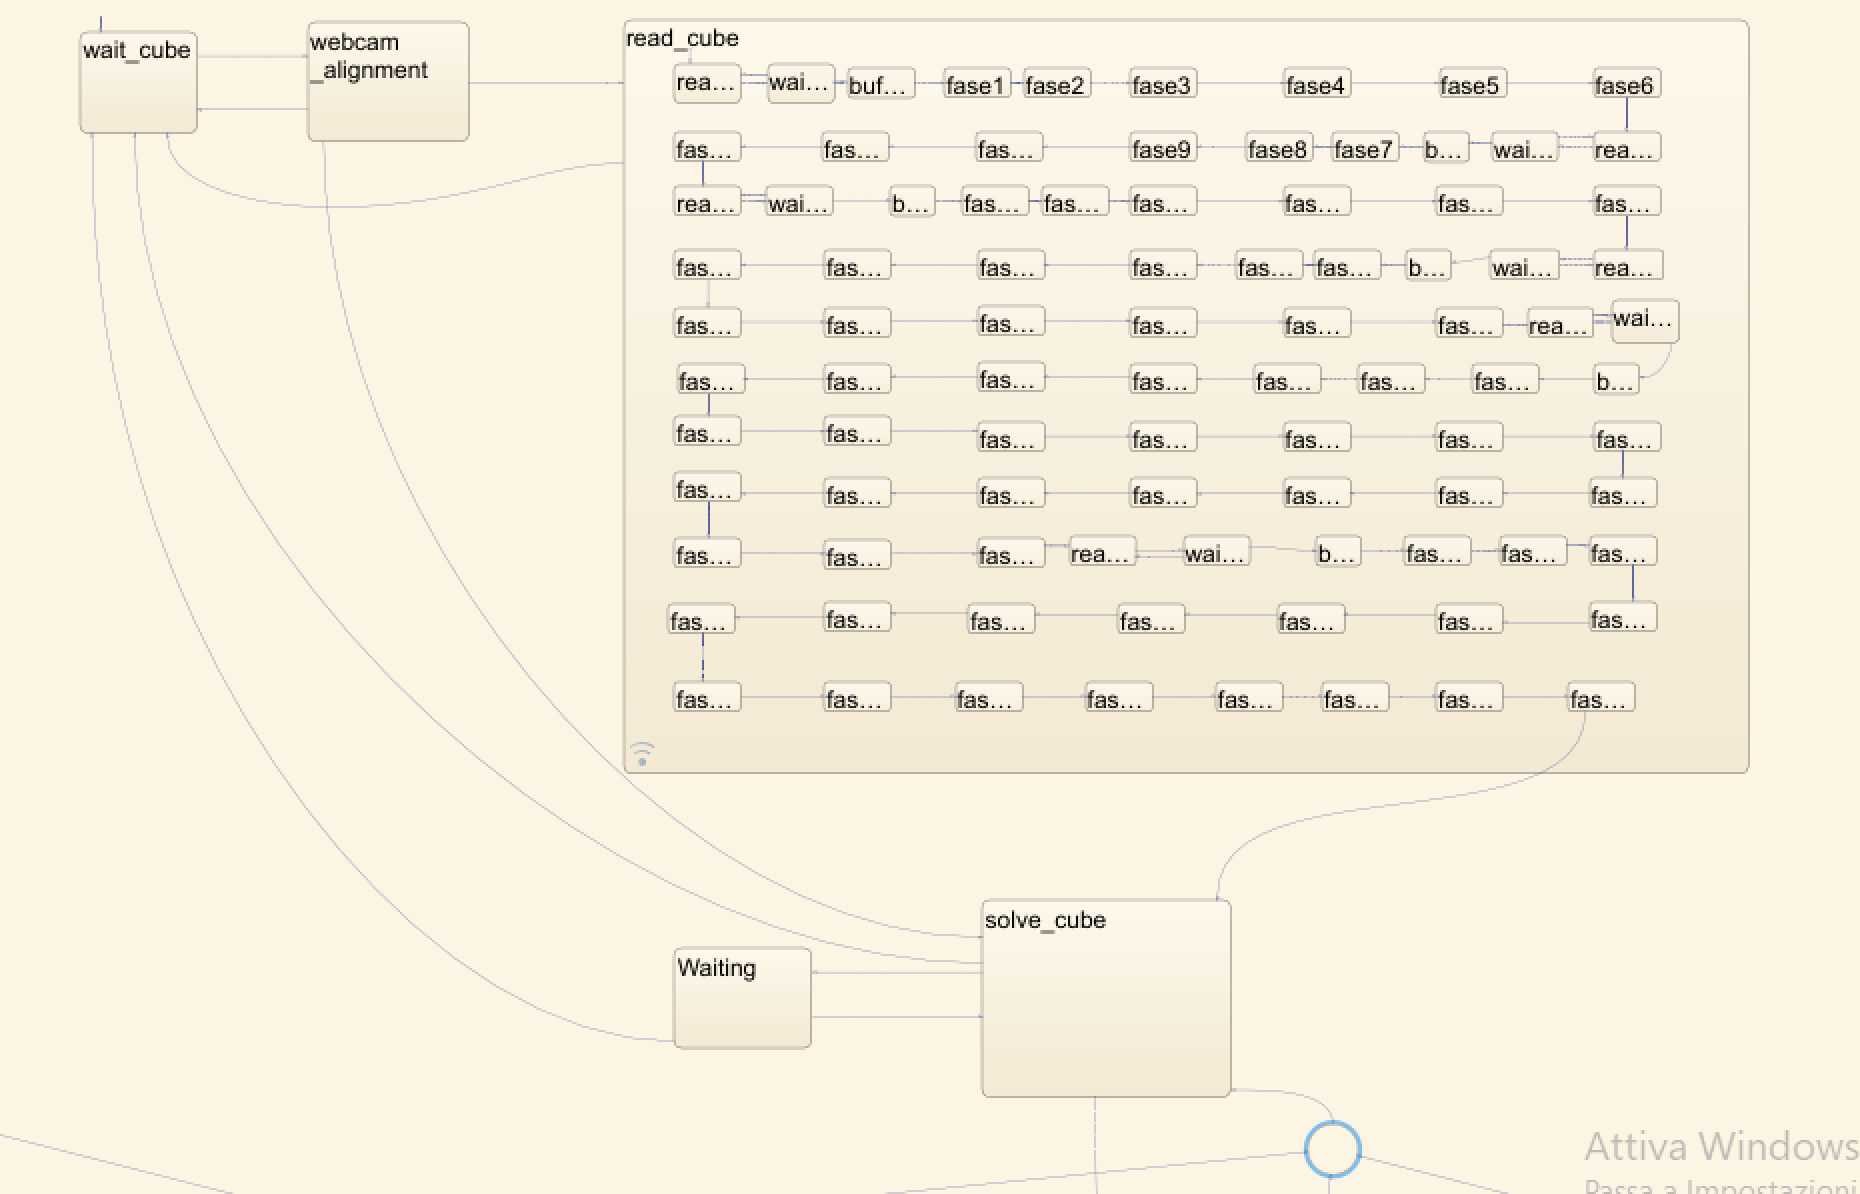 wait_cube
webcam
_alignment
read_cube
rea... wai... buf... fase1 fase2 fase3 fase4 fase5 fase6
fas... fas... fas... fase9 fase8 fase7 b... wai... rea...
rea... wai... b... fas... fas... fas... fas... fas... fas...
fas... fas... fas... fas... fas... fas... b... wai... rea...
fas... fas... fas... fas... fas... fas... rea... wai...
fas... fas... fas... fas... fas... fas... fas... b...
fas... fas... fas... fas... fas... fas... fas...
fas... fas... fas... fas... fas... fas... fas...
fas... fas... fas... rea... wai... b... fas... fas... fas...
fas... fas... fas... fas... fas... fas... fas...
fas... fas... fas... fas... fas... fas... fas... fas...
solve_cube
Waiting
Attiva Windows
Passa a Impostazioni